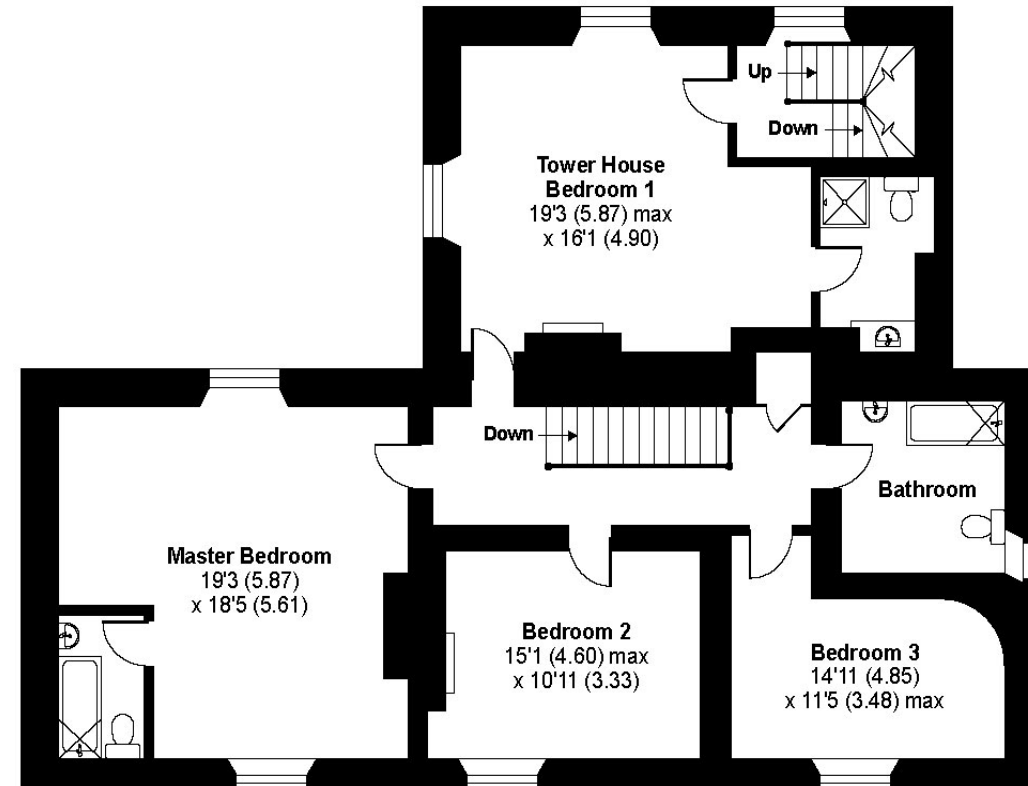 Up
Down
Tower House
Bedroom 1
19'3 (5.87) max
x 16'1 (4.90)
Down
Bathroom
Master Bedroom
19'3 (5.87)
x 18'5 (5.61)
Bedroom 2
15'1 (4.60) max
x 10'11 (3.33)
Bedroom 3
14'11 (4.85)
x 11'5 (3.48) max